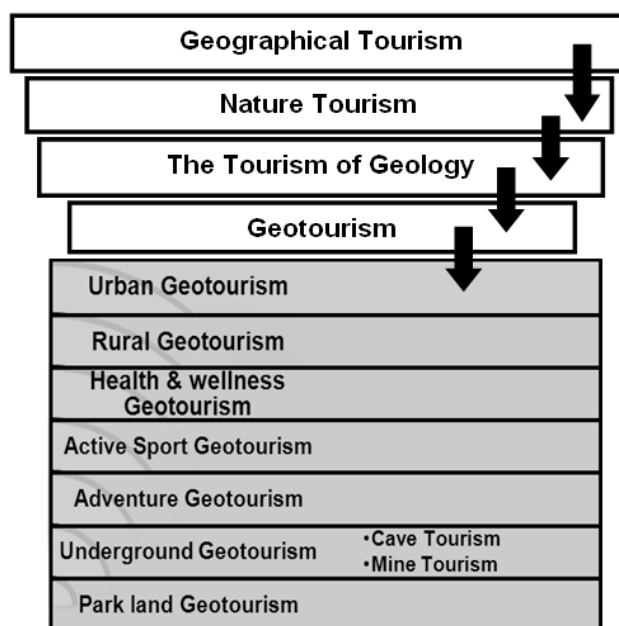 Geographical Tourism
Nature Tourism
The Tourism of Geology
Geotourism
Urban Geotourism
Rural Geotourism
Health & wellness
Geotourism
Active Sport Geotourism
Adventure Geotourism
Underground Geotourism
•Cave Tourism
•Mine Tourism
Park land Geotourism